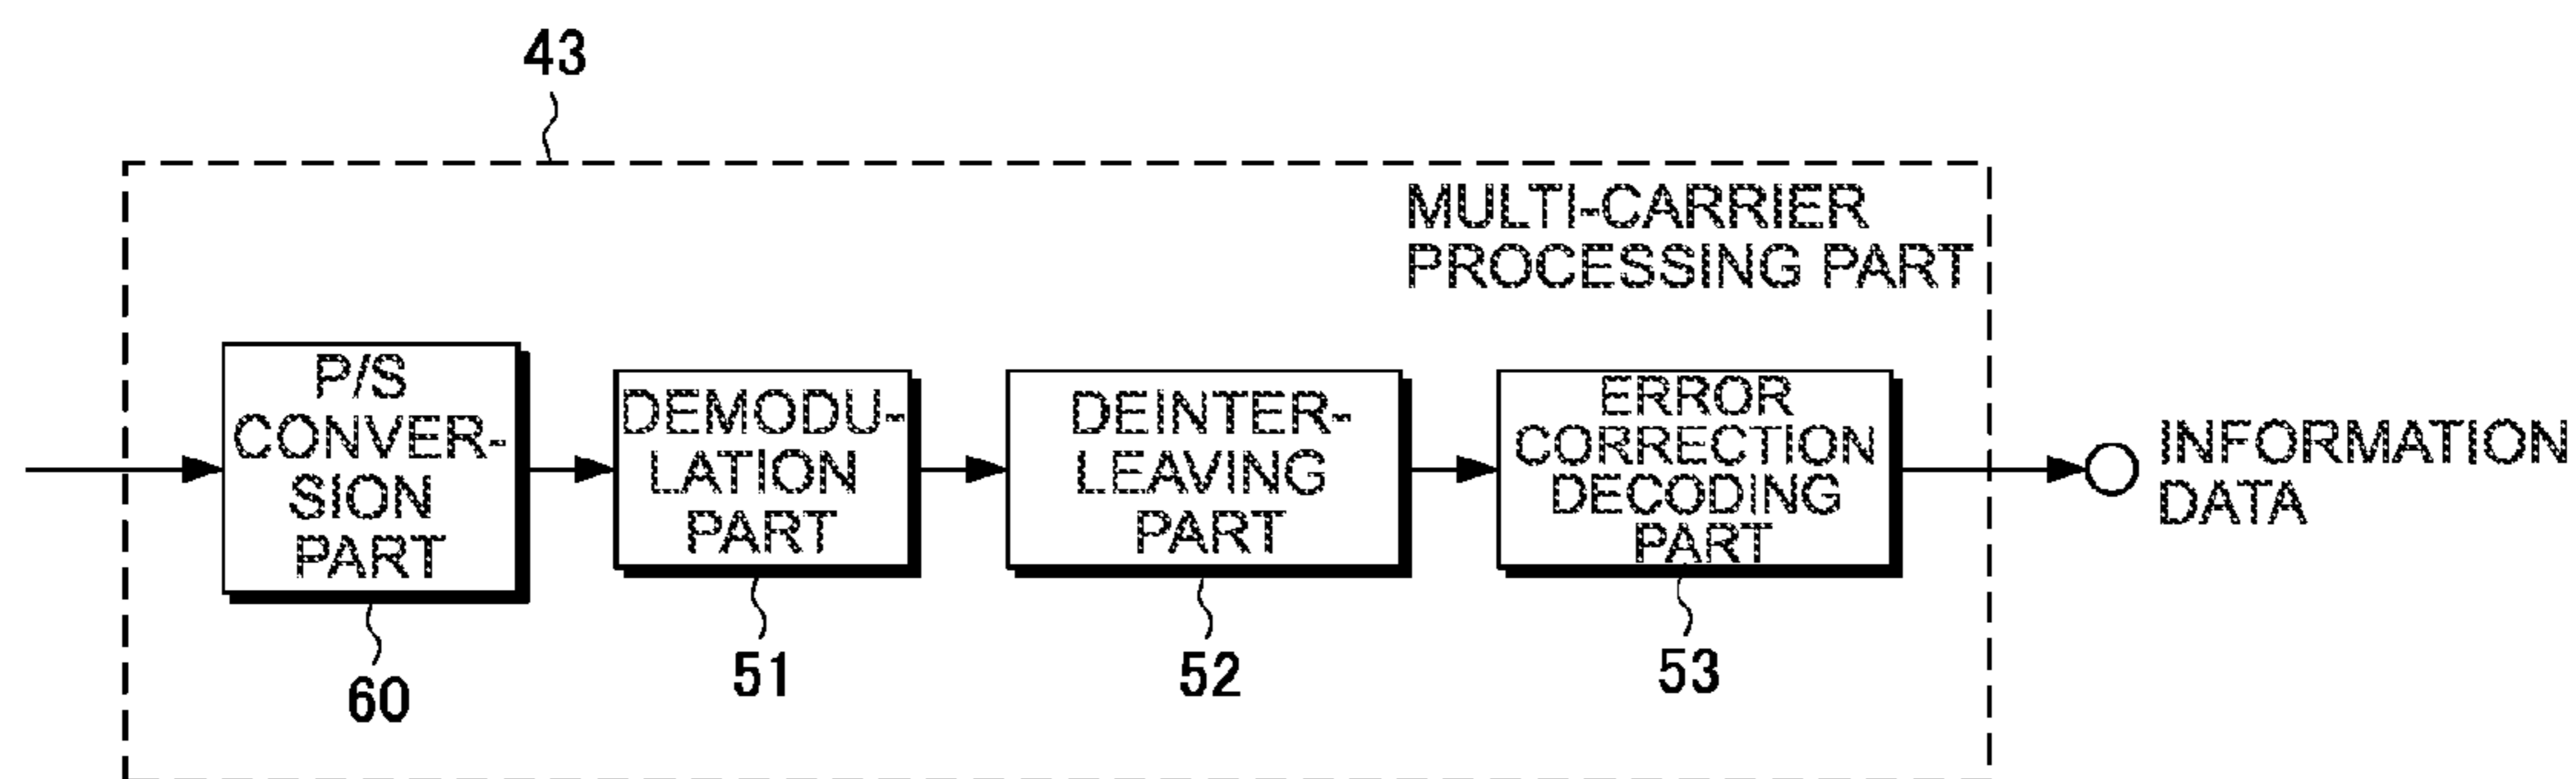 43
MULTI-CARRIER
PROCESSING PART
P/S
CONVER-
SION
PART
DEMODU-
LATION
PART
DEINTER-
LEAVING
PART
ERROR
CORRECTION
DECODING
PART
INFORMATION
DATA
60
51
52
53